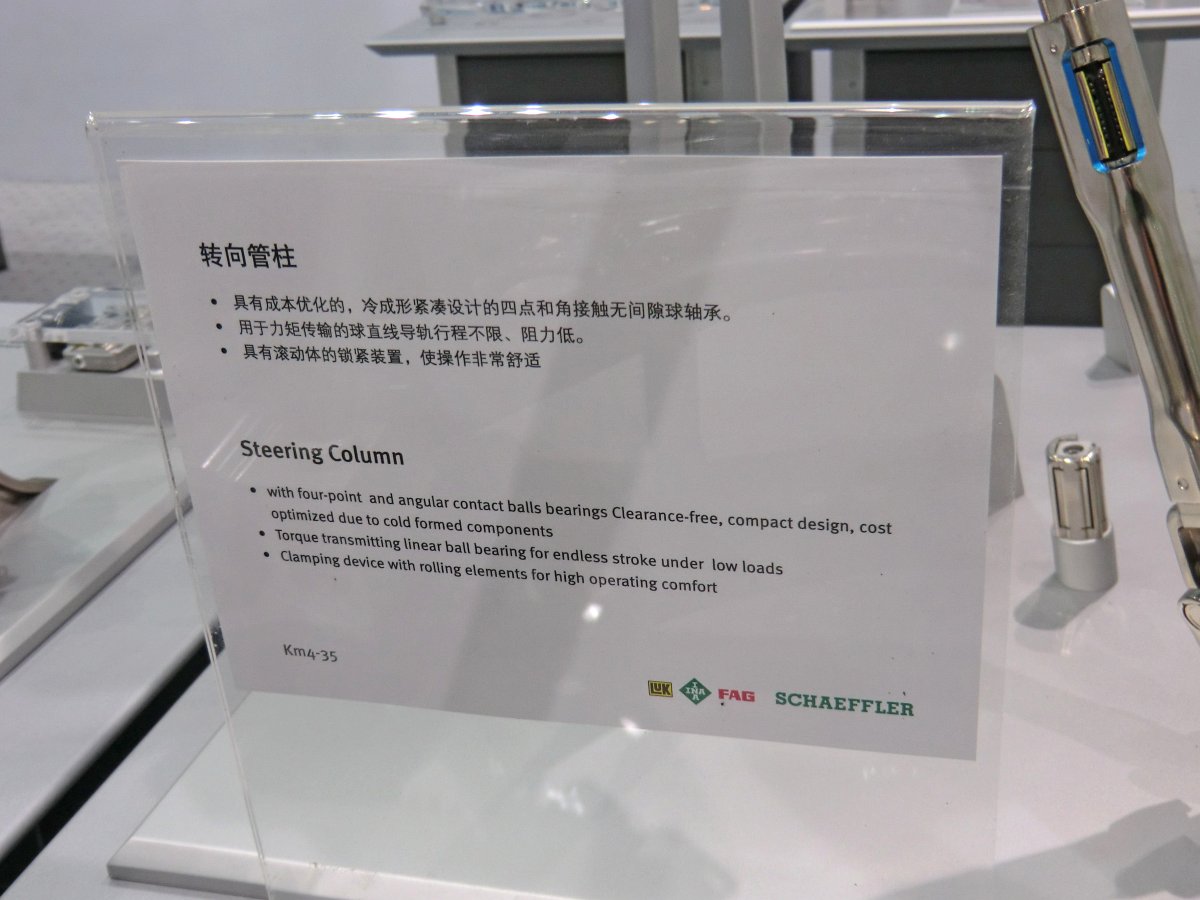 转向管柱
• 具有成本优化的，冷成形紧凑设计的四点和角接触无间隙球轴承。
• 用于力矩传输的球直线导轨行程不限、阻力低。
• 具有滚动体的锁紧装置，使操作非常舒适
Steering Column
• with four-point and angular contact balls bearings Clearance-free, compact design, cost
optimized due to cold formed components
• Torque transmitting linear ball bearing for endless stroke under low loads
• Clamping device with rolling elements for high operating comfort
Km4-35
LUK INA FAG SCHAEFFLER